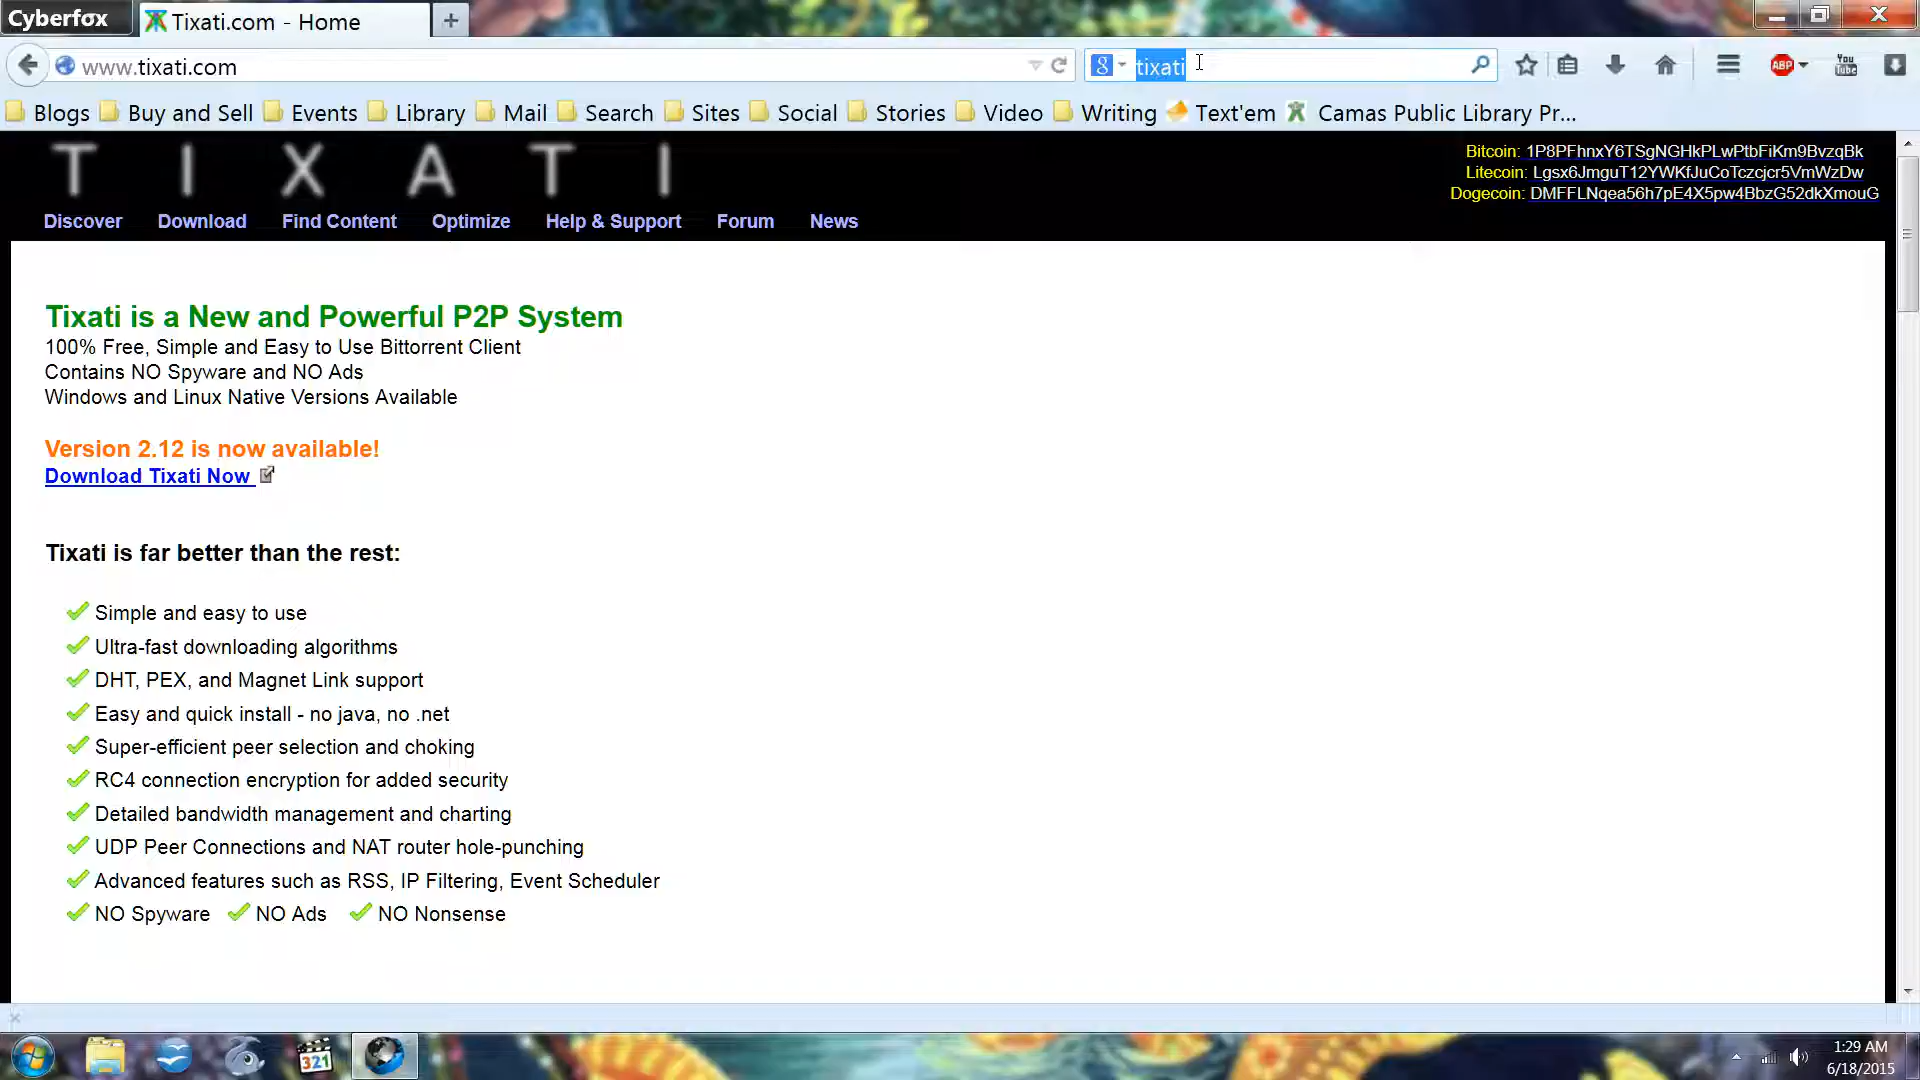 Cyberfox
Tixati.com - Home
www.tixati.com
tixati
ABP
You Tube
Blogs Buy and Sell Events Library Mail Search Sites Social Stories Video Writing Text'em Camas Public Library Pr...
T I X A T I
Bitcoin: 1P8PFhnxY6TSgNGHkPLwPtbFiKm9BvzqBk
Litecoin: Lgsx6JmguT12YWKfJuCoTczcjcr5VmWzDw
Dogecoin: DMFFLNqea56h7pE4X5pw4BbzG52dkXmouG
Discover Download Find Content Optimize Help & Support Forum News
Tixati is a New and Powerful P2P System
100% Free, Simple and Easy to Use Bittorrent Client
Contains NO Spyware and NO Ads
Windows and Linux Native Versions Available
Version 2.12 is now available!
Download Tixati Now
Tixati is far better than the rest:
Simple and easy to use
Ultra-fast downloading algorithms
DHT, PEX, and Magnet Link support
Easy and quick install - no java, no .net
Super-efficient peer selection and choking
RC4 connection encryption for added security
Detailed bandwidth management and charting
UDP Peer Connections and NAT router hole-punching
Advanced features such as RSS, IP Filtering, Event Scheduler
NO Spyware NO Ads NO Nonsense
321
1:29 AM
6/18/2015